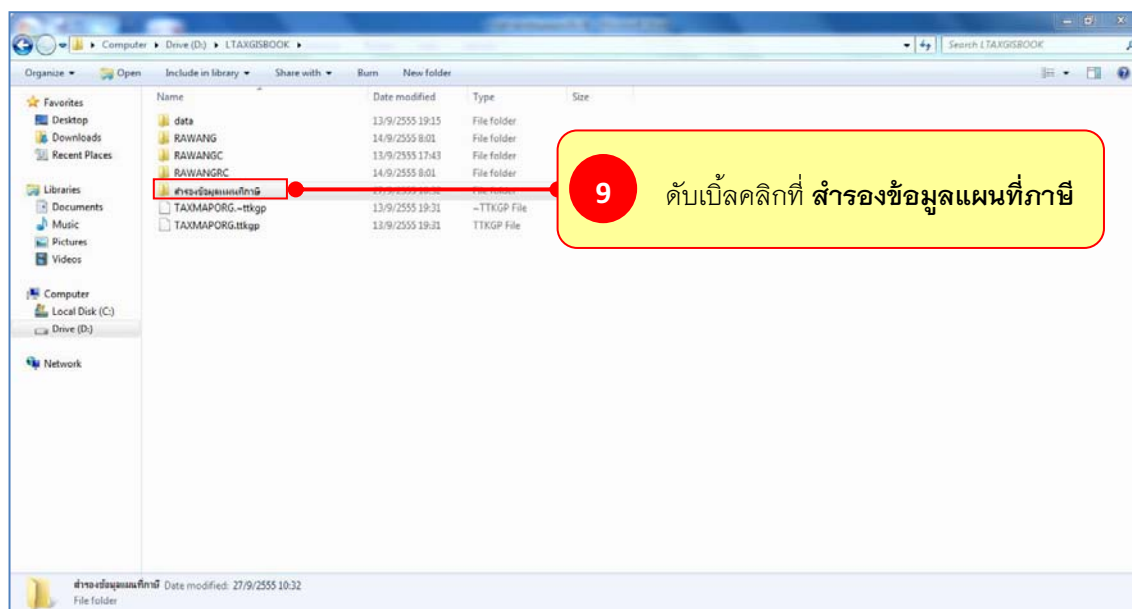 Computer ▸ Drive (D:) ▸ LTAXGISBOOK ▸
Search LTAXGISBOOK
Organize Open Include in library Share with Burn New folder
Name Date modified Type Size
Favorites
Desktop
Downloads
Recent Places
Libraries
Documents
Music
Pictures
Videos
Computer
Local Disk (C:)
Drive (D:)
Network
data 13/9/2555 19:15 File folder
RAWANG 14/9/2555 8:01 File folder
RAWANGC 13/9/2555 17:43 File folder
RAWANGRC 14/9/2555 8:01 File folder
สำรองข้อมูลแผนที่ภาษี 27/9/2555 10:32 File folder
TAXMAPORG.~ttkgp 13/9/2555 19:31 ~TTKGP File
TAXMAPORG.ttkgp 13/9/2555 19:31 TTKGP File
9 ดับเบิ้ลคลิกที่ สำรองข้อมูลแผนที่ภาษี
สำรองข้อมูลแผนที่ภาษี Date modified: 27/9/2555 10:32
File folder